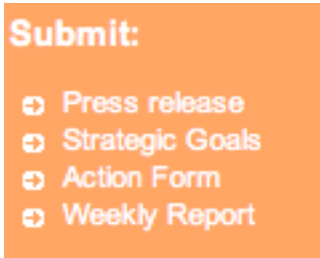 Submit:
Press release
Strategic Goals
Action Form
Weekly Report